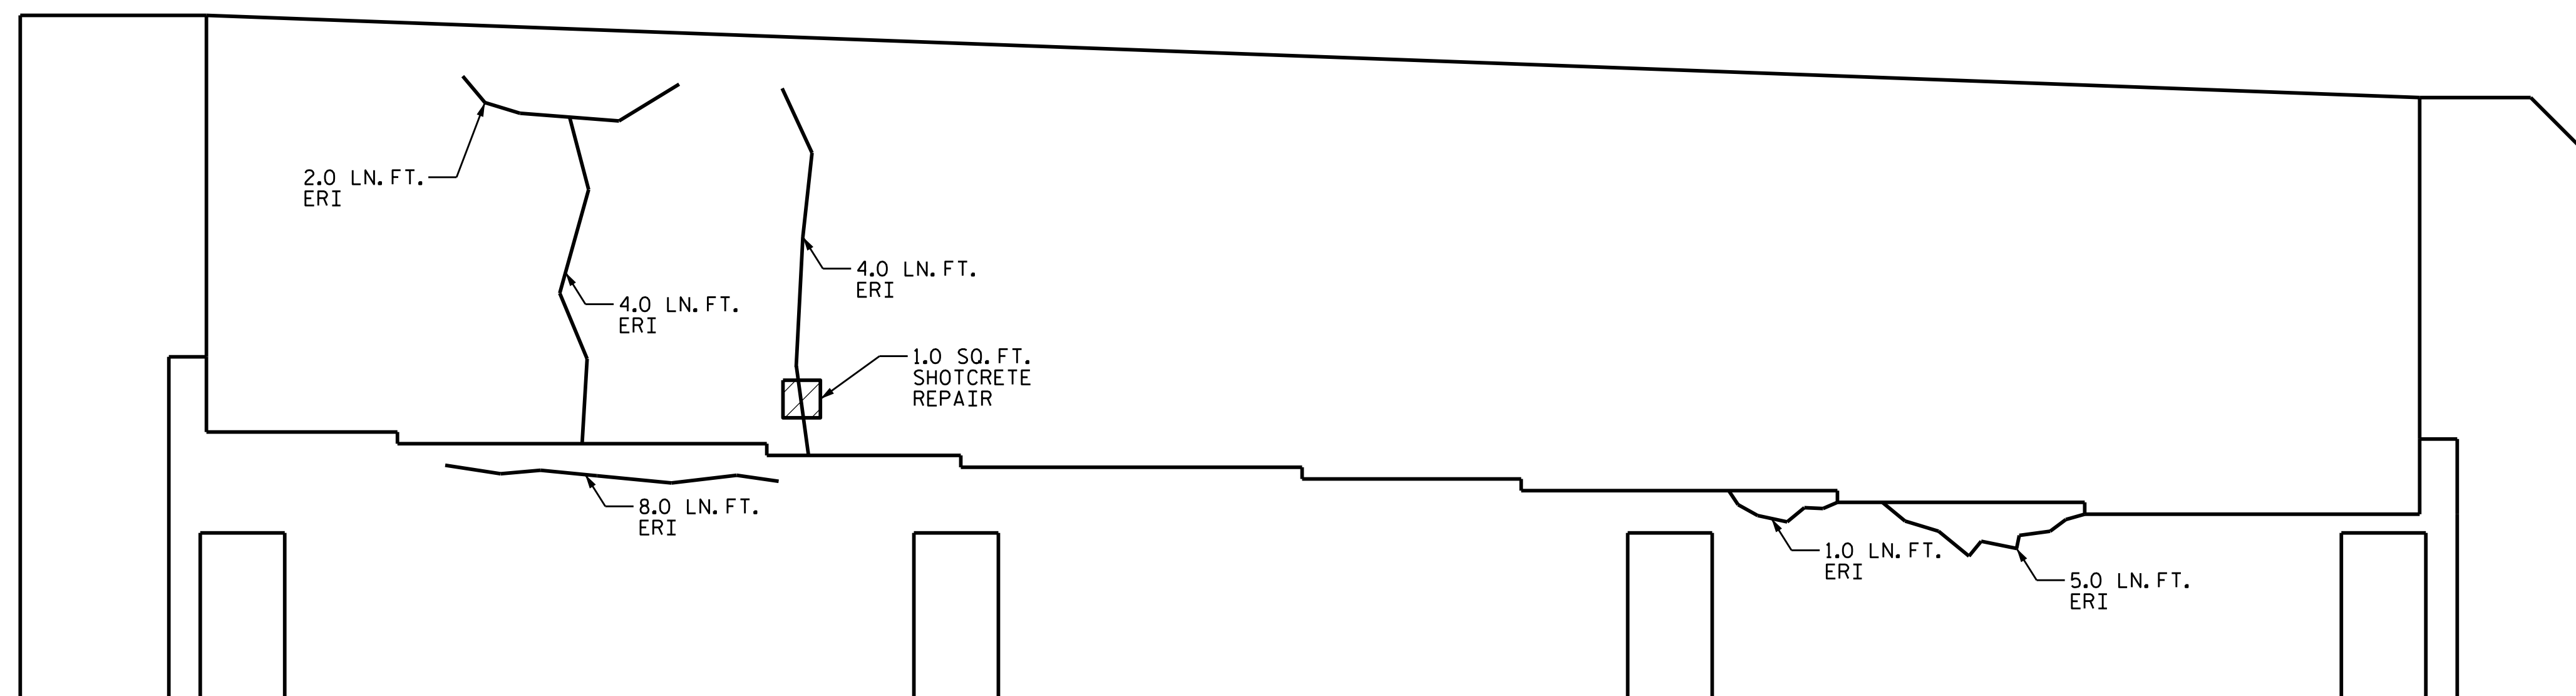 2.0 LN.FT.
ERI
4.0 LN.FT.
ERI
4.0 LN.FT.
ERI
1.0 SQ.FT.
SHOTCRETE
REPAIR
8.0 LN.FT.
ERI
1.0 LN.FT.
ERI
5.0 LN.FT.
ERI